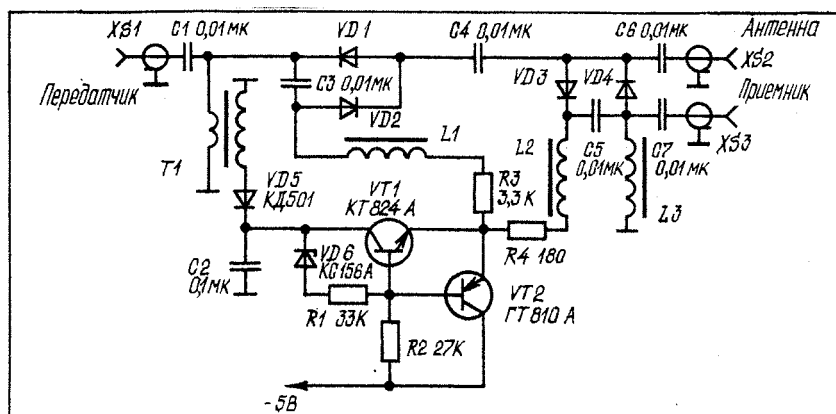 XS1
C1 0,01МК
VD1
C4 0,01МК
C6 0,01МК
Антенна
XS2
Передатчик
C3 0,01МК
VD2
VD3
VD4
Приемник
XS3
T1
L1
L2
C5
0,01МК
C7
0,01МК
L3
VD5
КД501
VT1
КТ824А
R3
3,3К
C2
0,1МК
VD6
КС156А
R4 180
R1 33К
VT2
ГТ810А
R2 27К
-5В